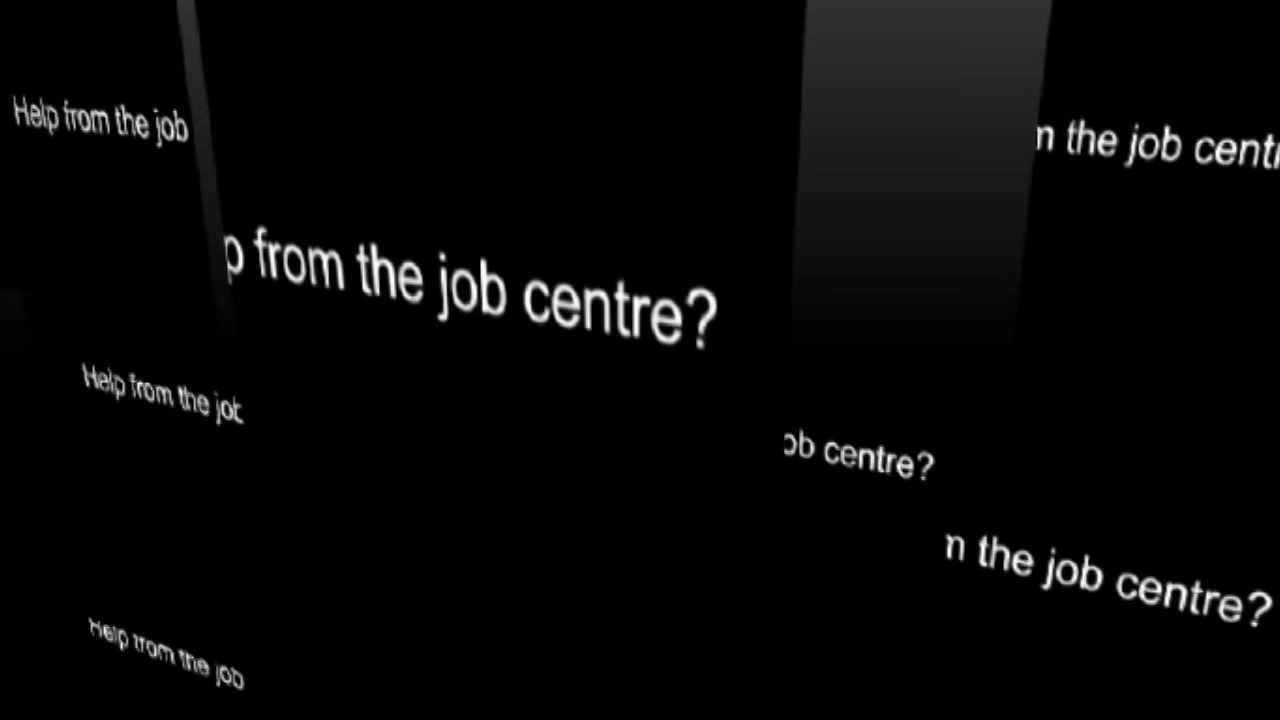 Help from the job
m the job centr
p from the job centre?
Help from the job
ob centre?
n the job centre?
Help from the job